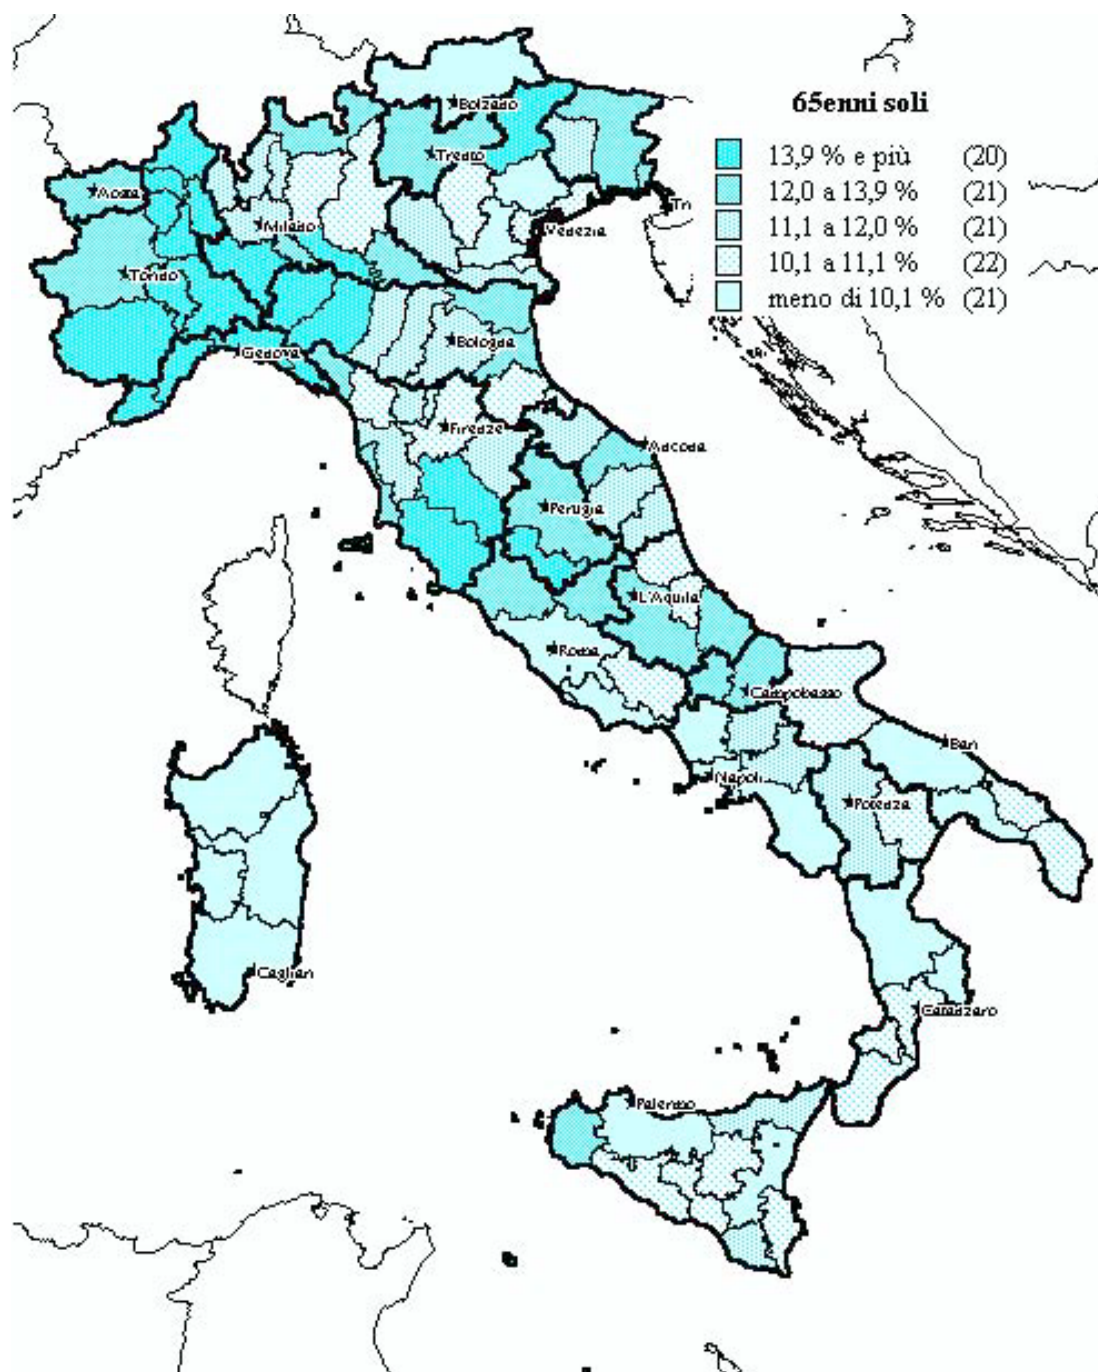 65enni soli
13,9 % e più (20)
12,0 a 13,9 % (21)
11,1 a 12,0 % (21)
10,1 a 11,1 % (22)
meno di 10,1 % (21)
Bolzano
Trento
Aosta
Milano
Venezia
Torino
Genova
Bologna
Firenze
Ancona
Perugia
L'Aquila
Roma
Campobasso
Bari
Napoli
Potenza
Cagliari
Catanzaro
Palermo